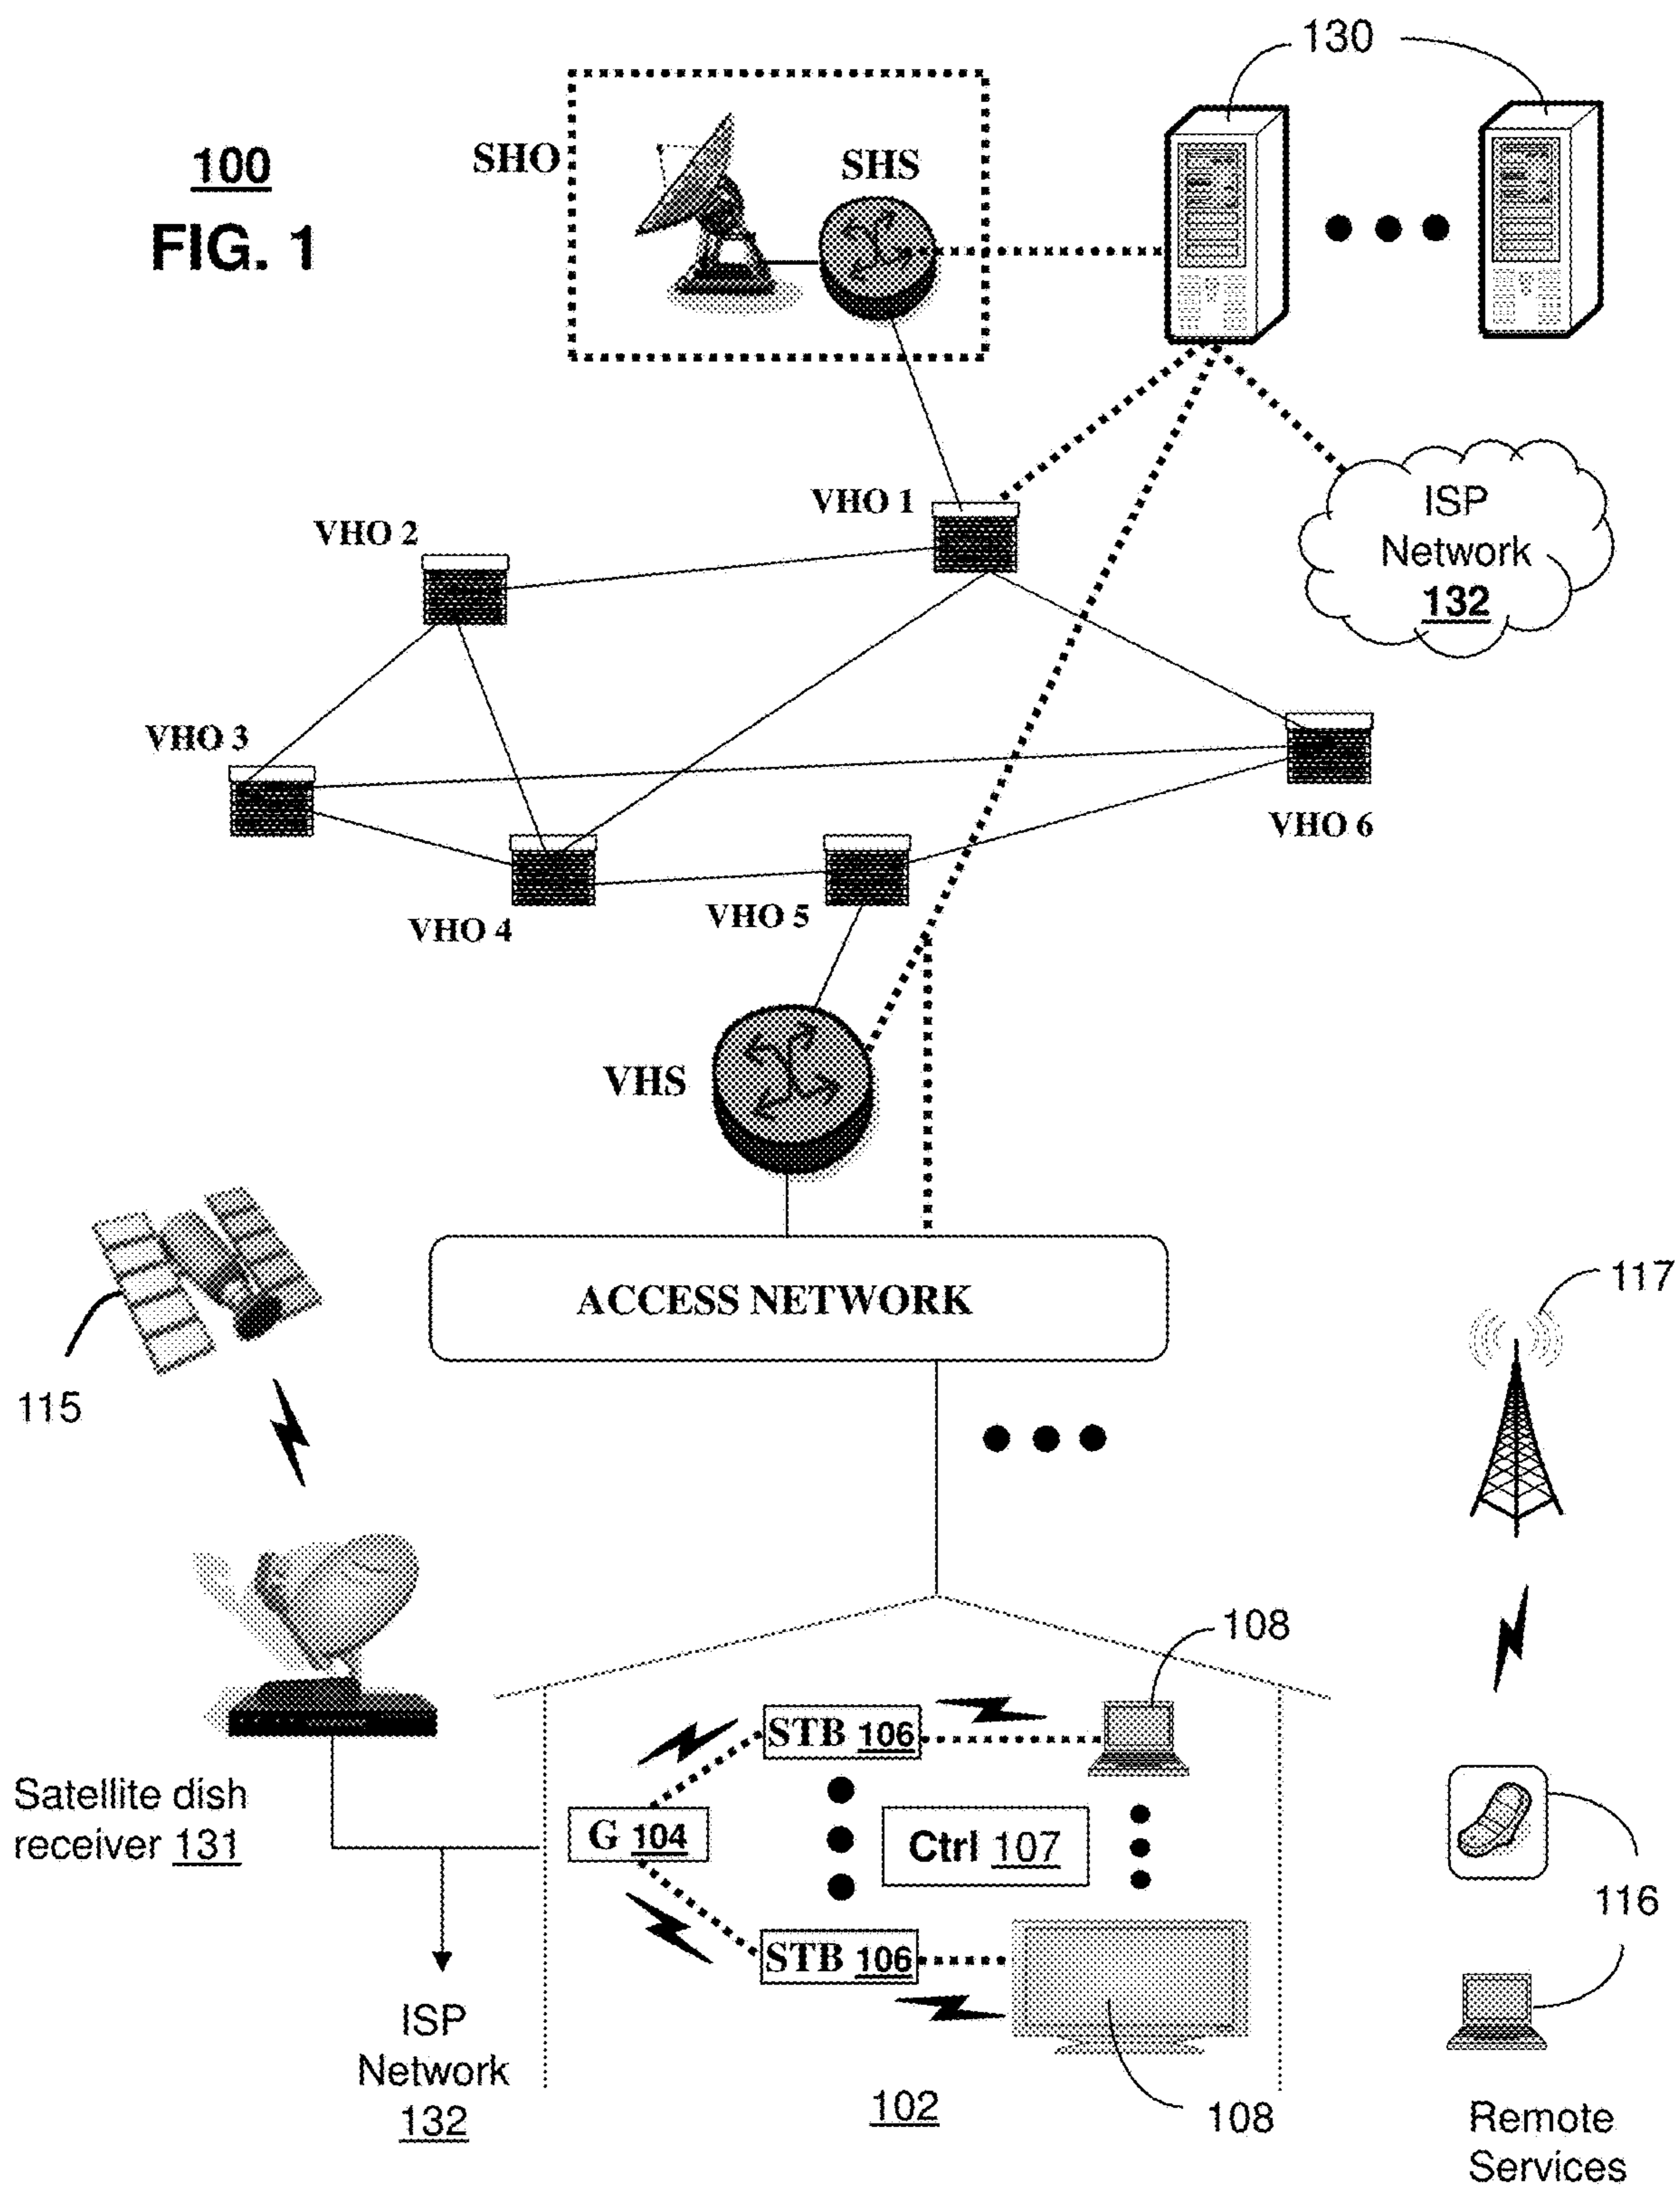 130
SHO
SHS
100
FIG. 1
ISP
Network
132
VHO 1
VHO 2
VHO 3
VHO 6
VHO 4
VHO 5
VHS
ACCESS NETWORK
117
115
108
STB 106
Satellite dish
receiver 131
G 104
Ctrl 107
116
STB 106
ISP
Network
132
102
108
Remote
Services